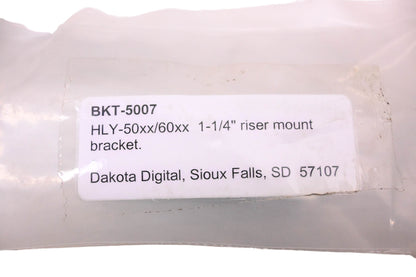 BKT-5007
HLY-50xx/60xx  1-1/4" riser mount
bracket.
Dakota Digital, Sioux Falls, SD  57107